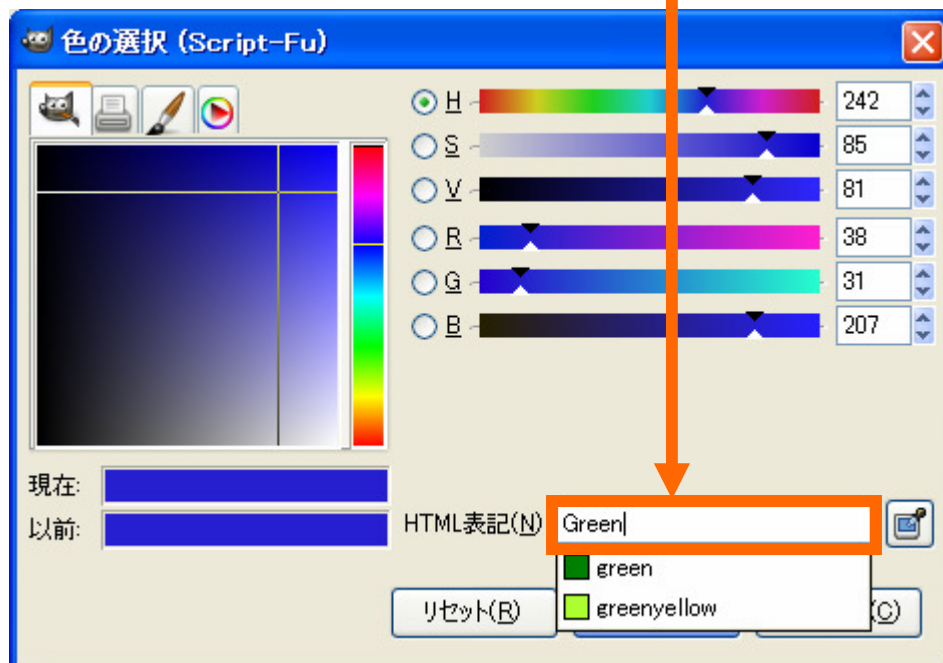 色の選択 (Script-Fu)
H 242
S 85
V 81
R 38
G 31
B 207
現在:
以前:
HTML表記(N) Green
green
greenyellow
リセット(R)
(C)